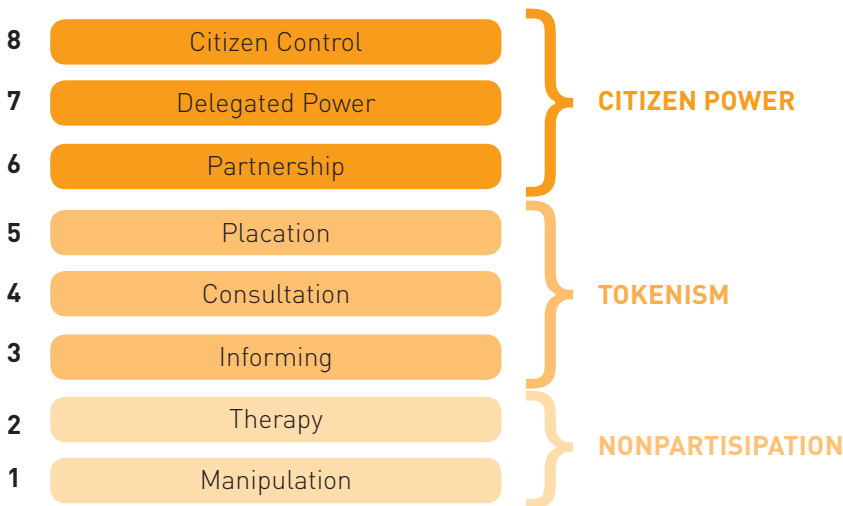 8 Citizen Control
7 Delegated Power
CITIZEN POWER
6 Partnership
5 Placation
4 Consultation
TOKENISM
3 Informing
2 Therapy
NONPARTISIPATION
1 Manipulation